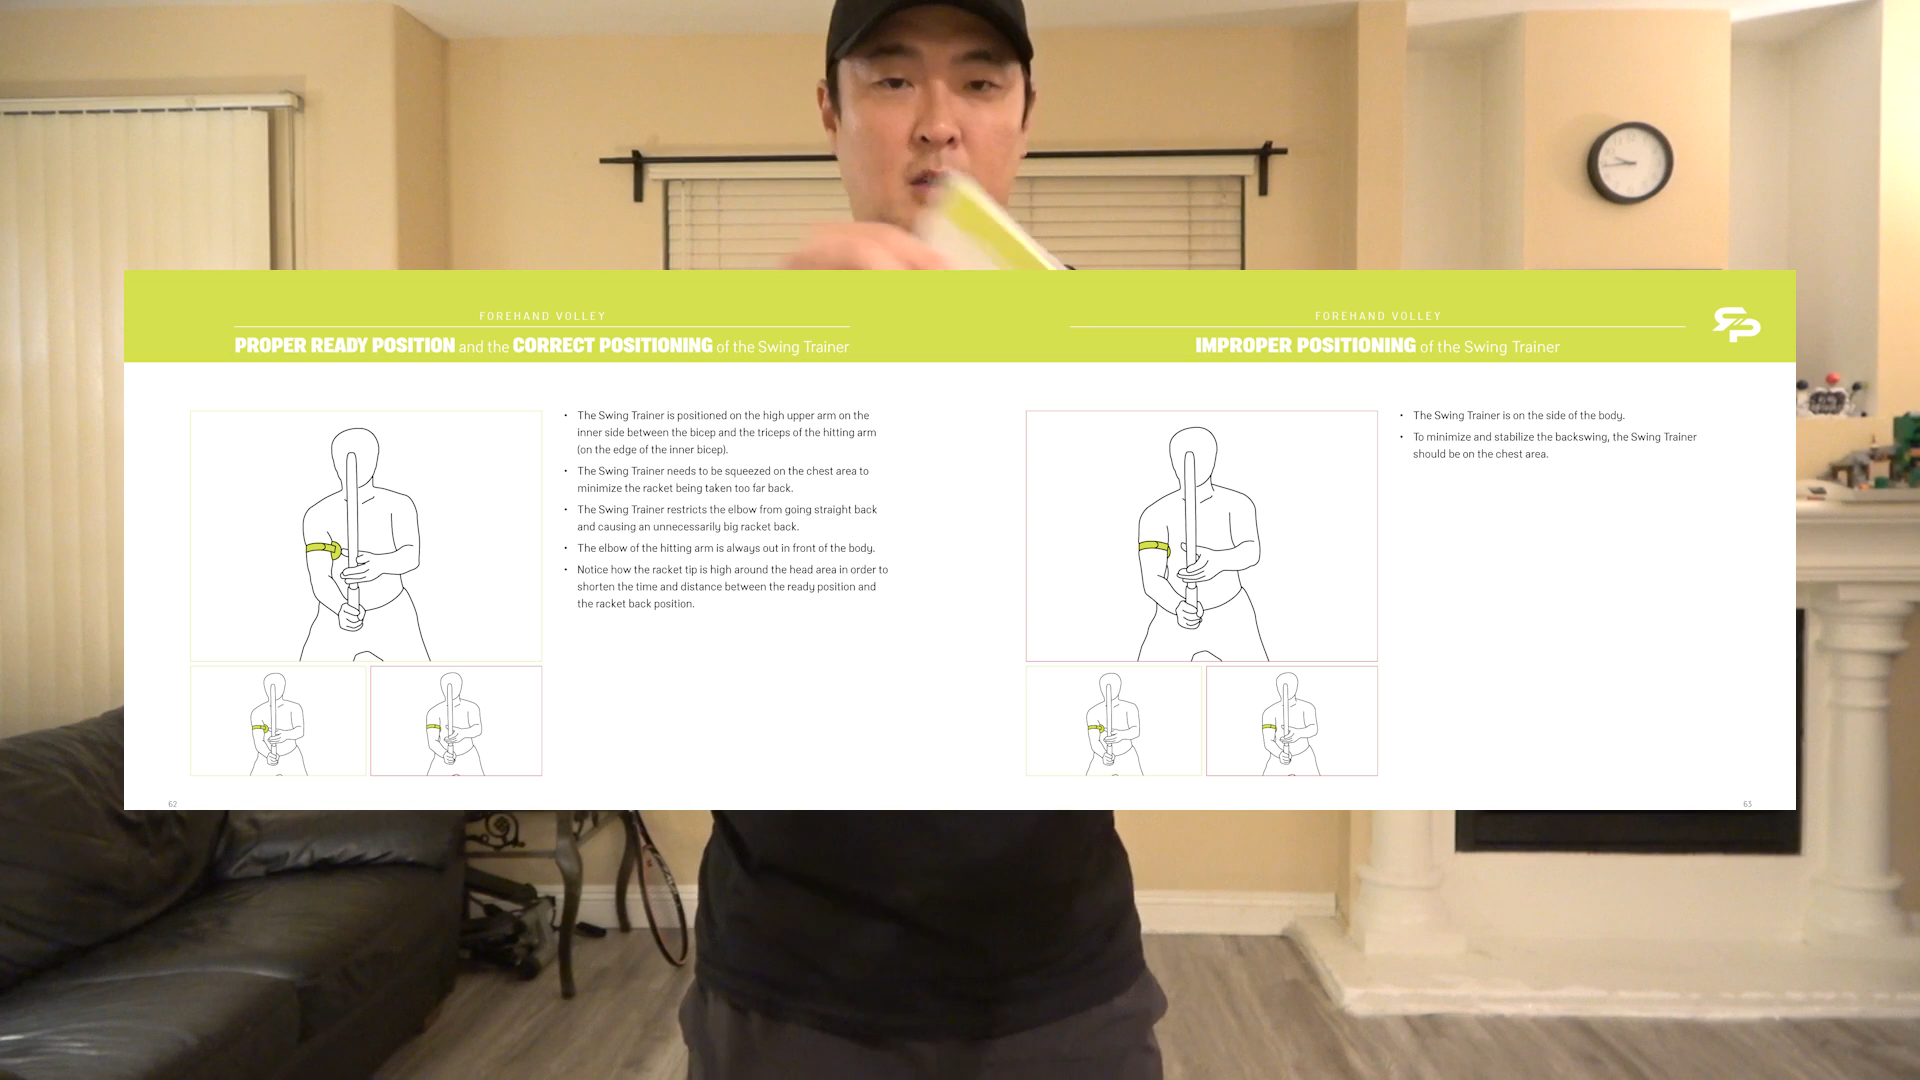 FOREHAND VOLLEY
PROPER READY POSITION and the CORRECT POSITIONING of the Swing Trainer
• The Swing Trainer is positioned on the high upper arm on the
inner side between the bicep and the triceps of the hitting arm
(on the edge of the inner bicep).
• The Swing Trainer needs to be squeezed on the chest area to
minimize the racket being taken too far back.
• The Swing Trainer restricts the elbow from going straight back
and causing an unnecessarily big racket back.
• The elbow of the hitting arm is always out in front of the body.
• Notice how the racket tip is high around the head area in order to
shorten the time and distance between the ready position and
the racket back position.
62
FOREHAND VOLLEY
IMPROPER POSITIONING of the Swing Trainer
SP
• The Swing Trainer is on the side of the body.
• To minimize and stabilize the backswing, the Swing Trainer
should be on the chest area.
63